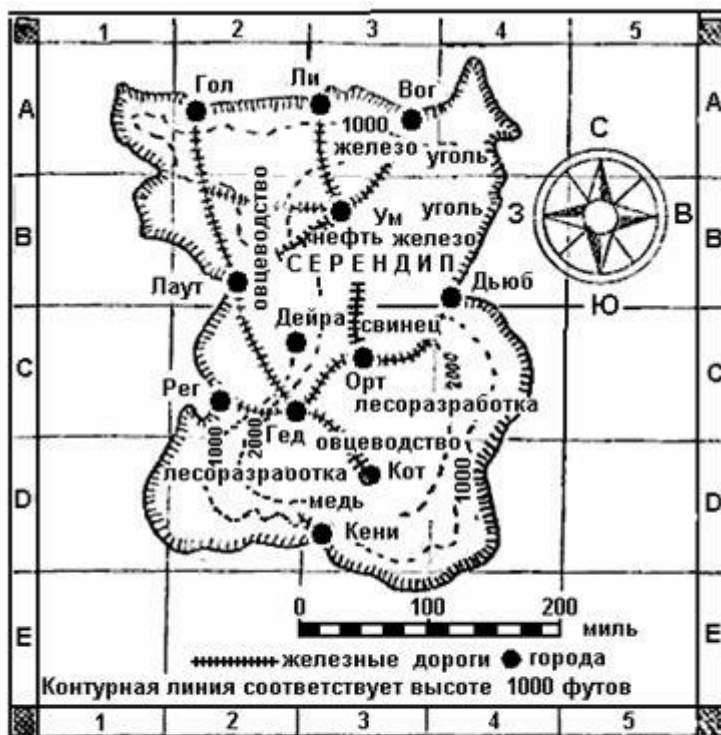 1 2 3 4 5
А А
Гол Ли Вог
С
1000
железо уголь
овцеводство
В В
Ум уголь
З В
нефть железо
СЕРЕНДИП
Лаут Дьюб
Ю
Дейра свинец
С С
Орт 2000
Рег лесоразработка
Гед овцеводство
1000 2000
лесоразработка Кот
D D
медь 1000
Кени
0 100 200
миль
Е Е
железные дороги города
Контурная линия соответствует высоте 1000 футов
1 2 3 4 5